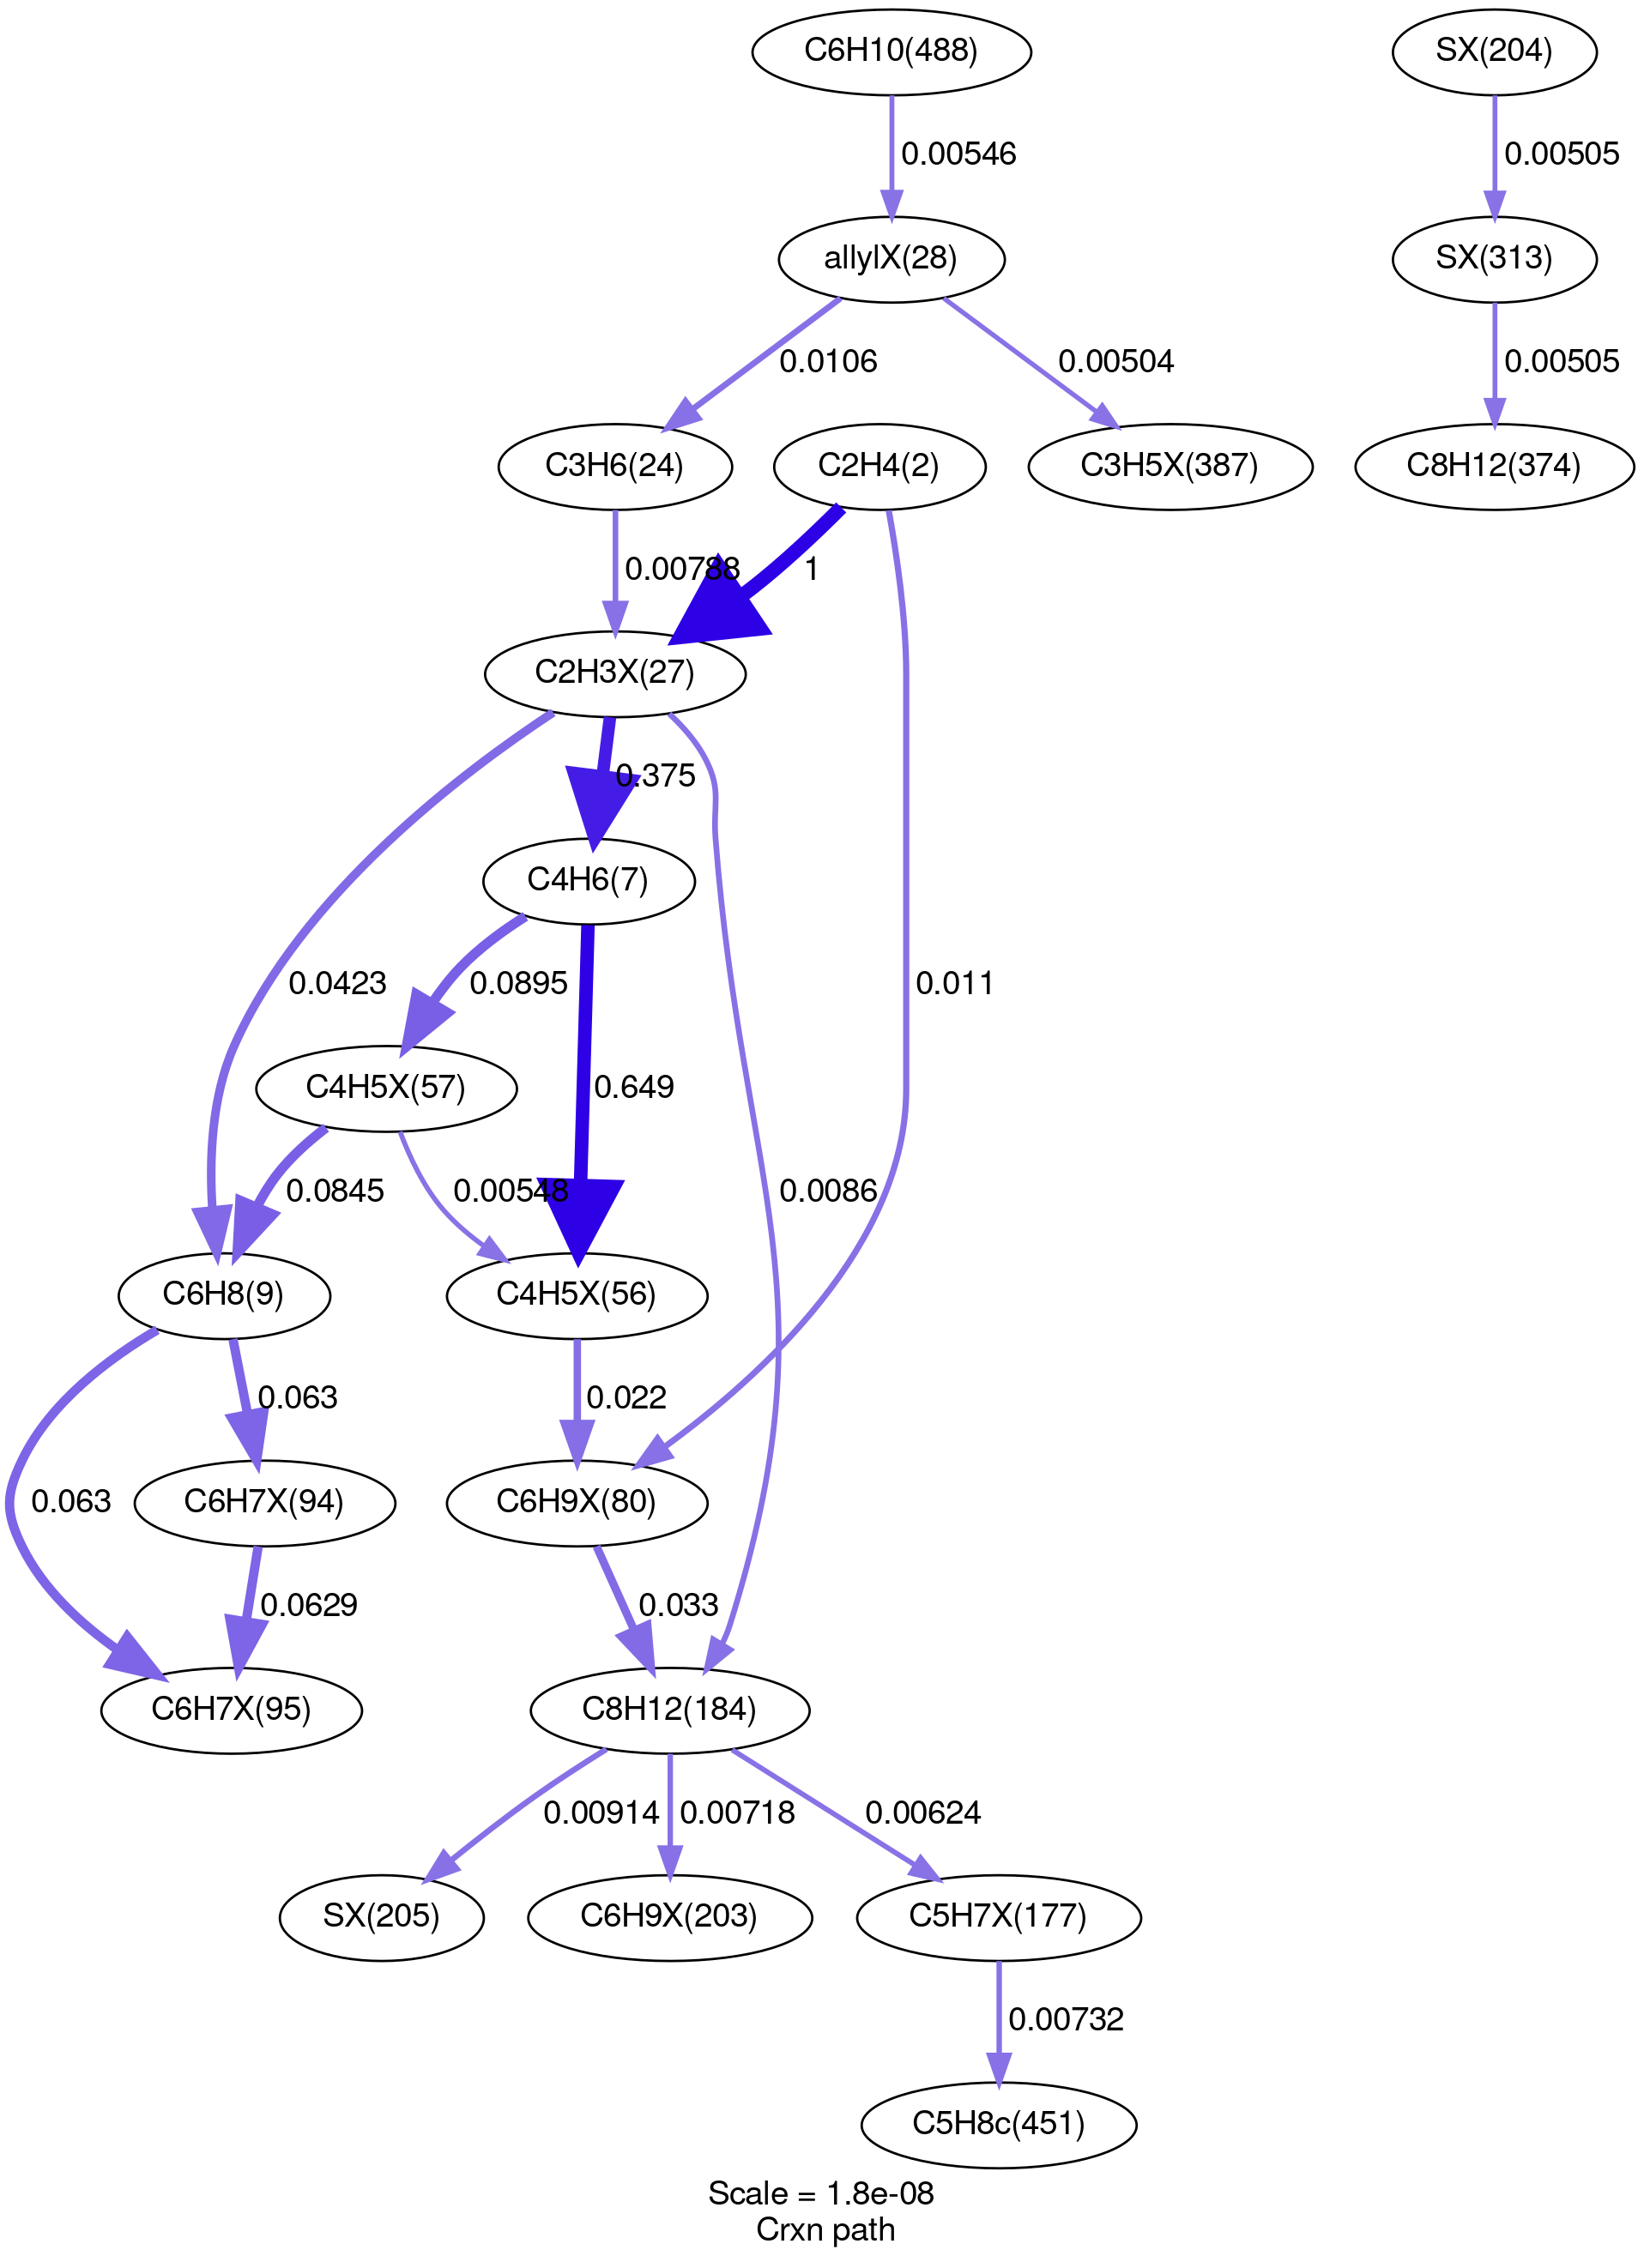 C6H10(488)
SX(204)
0.00546
0.00505
allylX(28)
SX(313)
0.0106
0.00504
0.00505
C3H6(24)
C2H4(2)
C3H5X(387)
C8H12(374)
0.00788
1
C2H3X(27)
0.375
C4H6(7)
0.0423
0.0895
0.011
C4H5X(57)
0.649
0.0845
0.00548
0.0086
C6H8(9)
C4H5X(56)
0.063
0.022
0.063
C6H7X(94)
C6H9X(80)
0.0629
0.033
C6H7X(95)
C8H12(184)
0.00914
0.00718
0.00624
SX(205)
C6H9X(203)
C5H7X(177)
0.00732
C5H8c(451)
Scale = 1.8e-08
Crxn path